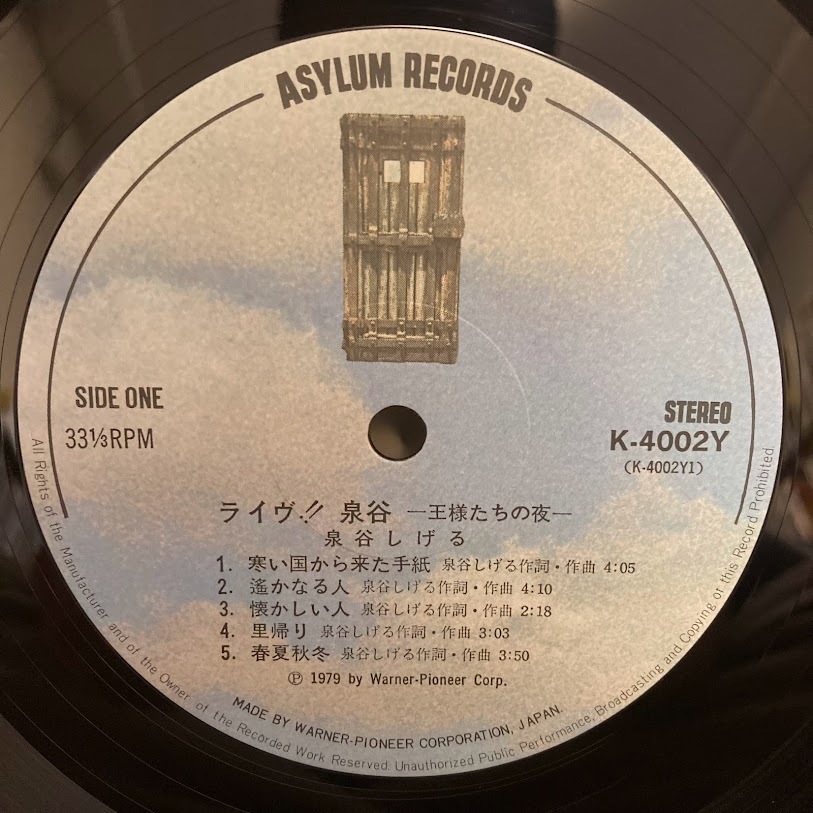 ASYLUM RECORDS
SIDE ONE
33⅓RPM
STEREO
K-4002Y
(K-4002Y1)
ライヴ!! 泉谷 —王様たちの夜—
泉谷しげる
1. 寒い国から来た手紙 泉谷しげる作詞・作曲 4:05
2. 遙かなる人 泉谷しげる作詞・作曲 4:10
3. 懐かしい人 泉谷しげる作詞・作曲 2:18
4. 里帰り 泉谷しげる作詞・作曲 3:03
5. 春夏秋冬 泉谷しげる作詞・作曲 3:50
Ⓟ 1979 by Warner-Pioneer Corp.
MADE BY WARNER-PIONEER CORPORATION, JAPAN.
All Rights of the Manufacturer and of the Owner of the Recorded Work Reserved. Unauthorized Public Performance, Broadcasting and Copying of this Record Prohibited